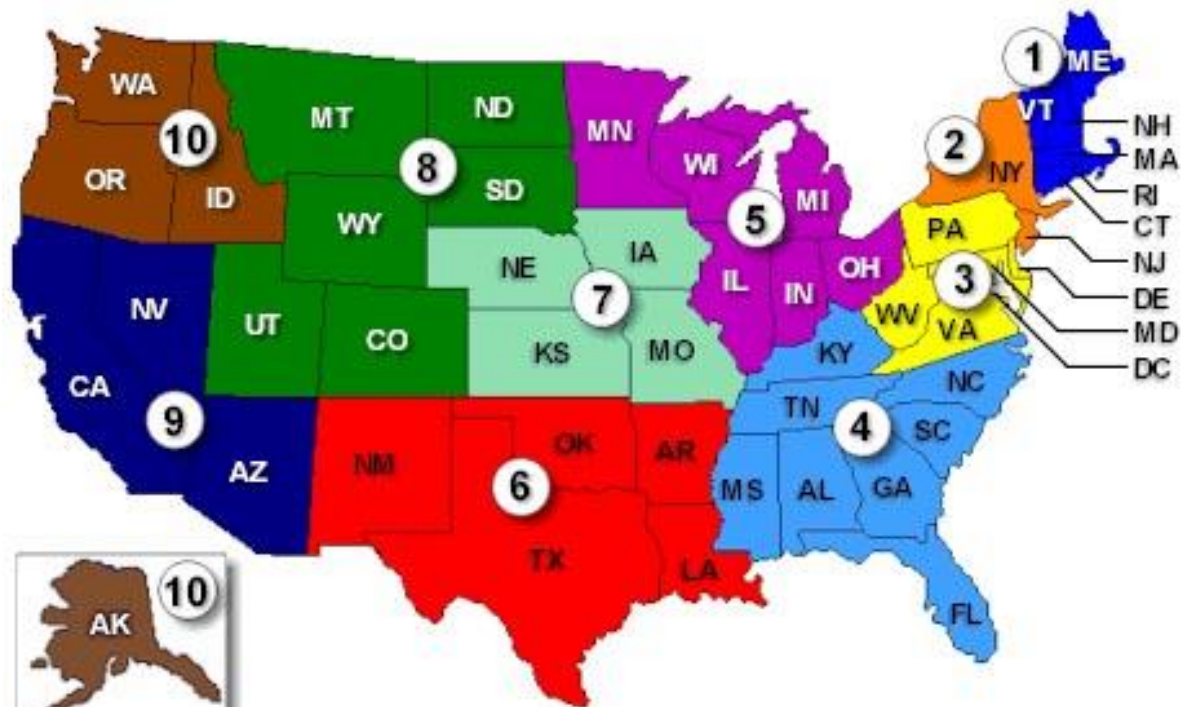 1
ME
WA
VT
MT
ND
MN
NH
10
2
MA
WI
NY
OR
8
RI
ID
SD
MI
5
CT
WY
PA
IA
NJ
NE
OH
3
IL
IN
DE
7
NV
WV
UT
VA
MD
CO
KS
MO
KY
DC
CA
NC
TN
9
4
SC
OK
AR
NM
AZ
6
MS
AL
GA
TX
LA
10
FL
AK